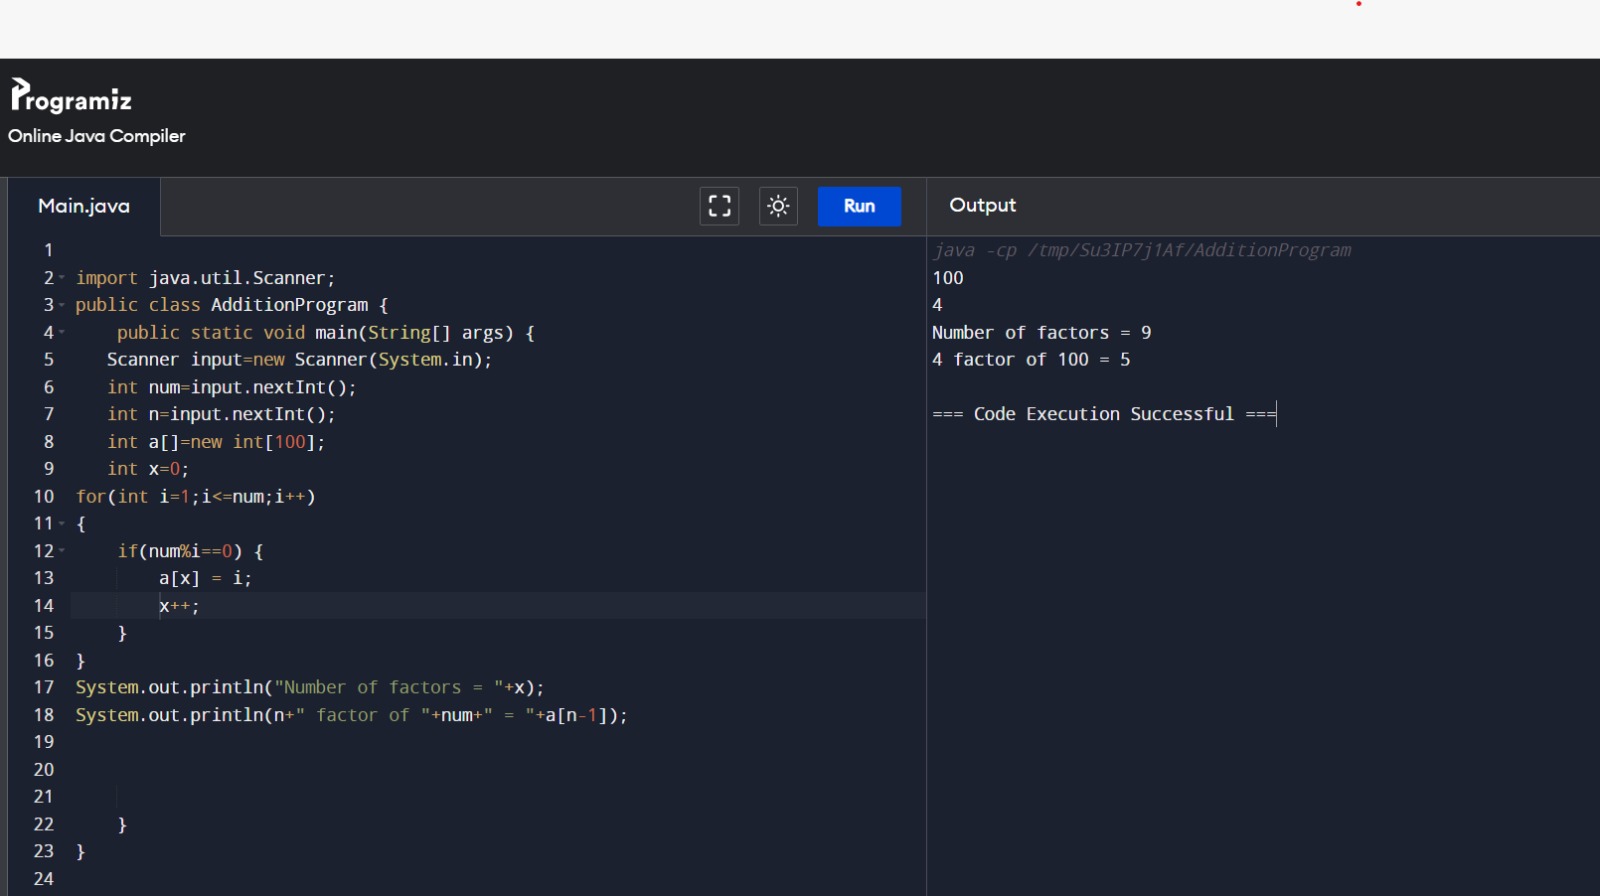 Programiz
Online Java Compiler
Main.java
Run
Output
1
2 import java.util.Scanner;
3 public class AdditionProgram {
4 public static void main(String[] args) {
5 Scanner input=new Scanner(System.in);
6 int num=input.nextInt();
7 int n=input.nextInt();
8 int a[]=new int[100];
9 int x=0;
10 for(int i=1;i<=num;i++)
11 {
12 if(num%i==0) {
13 a[x] = i;
14 x++;
15 }
16 }
17 System.out.println("Number of factors = "+x);
18 System.out.println(n+" factor of "+num+" = "+a[n-1]);
19
20
21
22 }
23 }
24
java -cp /tmp/Su3IP7j1Af/AdditionProgram
100
4
Number of factors = 9
4 factor of 100 = 5
=== Code Execution Successful ===